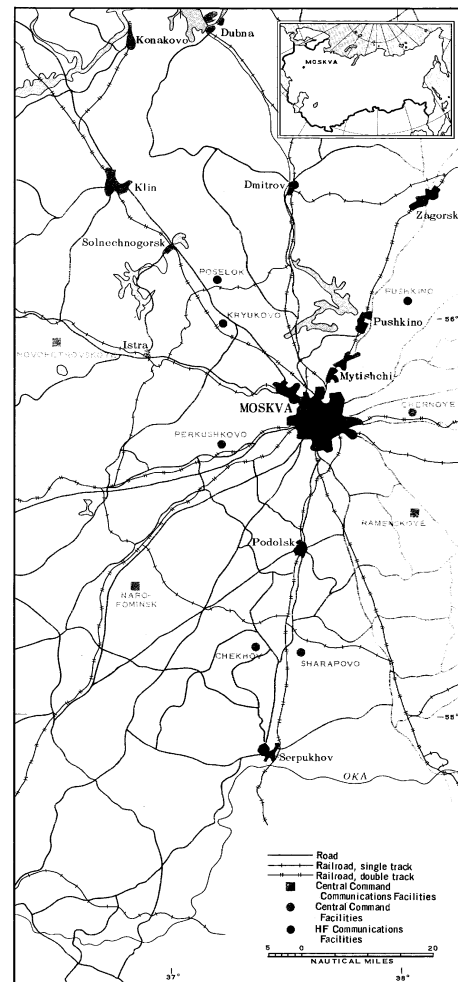 Dubna
Konakovo
MOSKVA
Klin
Dmitrov
Zagorsk
Solnechnogorsk
POSELOK
PUSHKINO
KRYUKOVO
56°
Pushkino
Istra
Mytishchi
MOSKVA
CHERNOYE
PERKUSHKOVO
RAMENSKOYE
Podolsk
NARO-
FOMINSK
CHEKHOV
SHARAPOVO
55°
Serpukhov
OKA
Road
Railroad, single track
Railroad, double track
Central Command
Communications Facilities
Central Command
Facilities
HF Communications
Facilities
5 0 20
NAUTICAL MILES
37°
38°